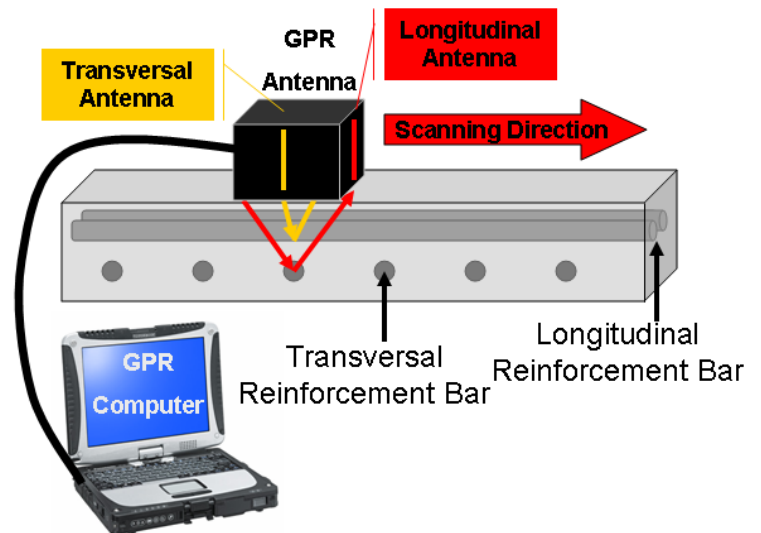 GPR
Antenna
Longitudinal
Antenna
Transversal
Antenna
Scanning Direction
Transversal
Reinforcement Bar
Longitudinal
Reinforcement Bar
GPR
Computer